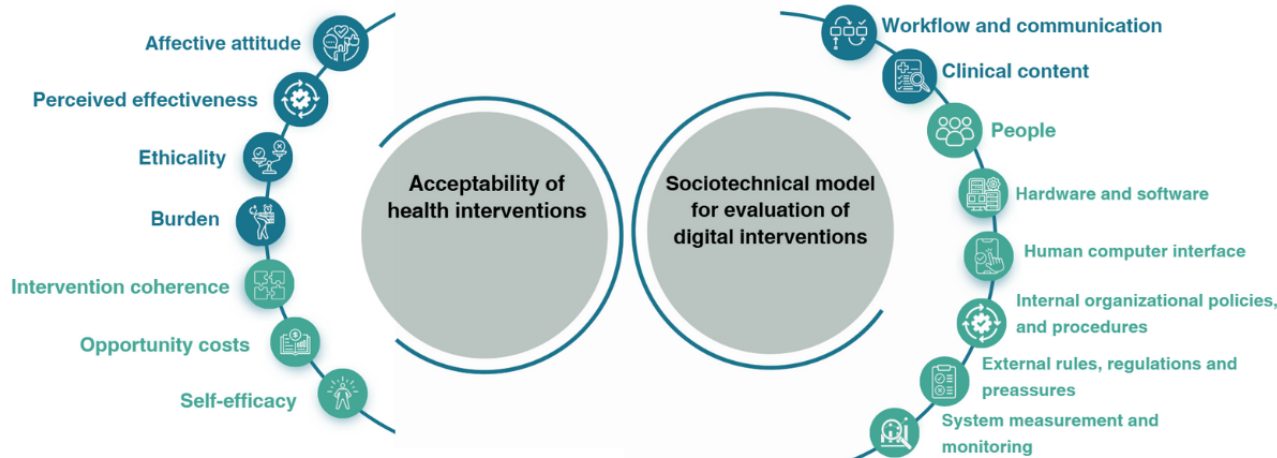 Affective attitude
Perceived effectiveness
Ethicality
Burden
Intervention coherence
Opportunity costs
Self-efficacy
Acceptability of
health interventions
Sociotechnical model
for evaluation of
digital interventions
Workflow and communication
Clinical content
People
Hardware and software
Human computer interface
Internal organizational policies,
and procedures
External rules, regulations and
preassures
System measurement and
monitoring